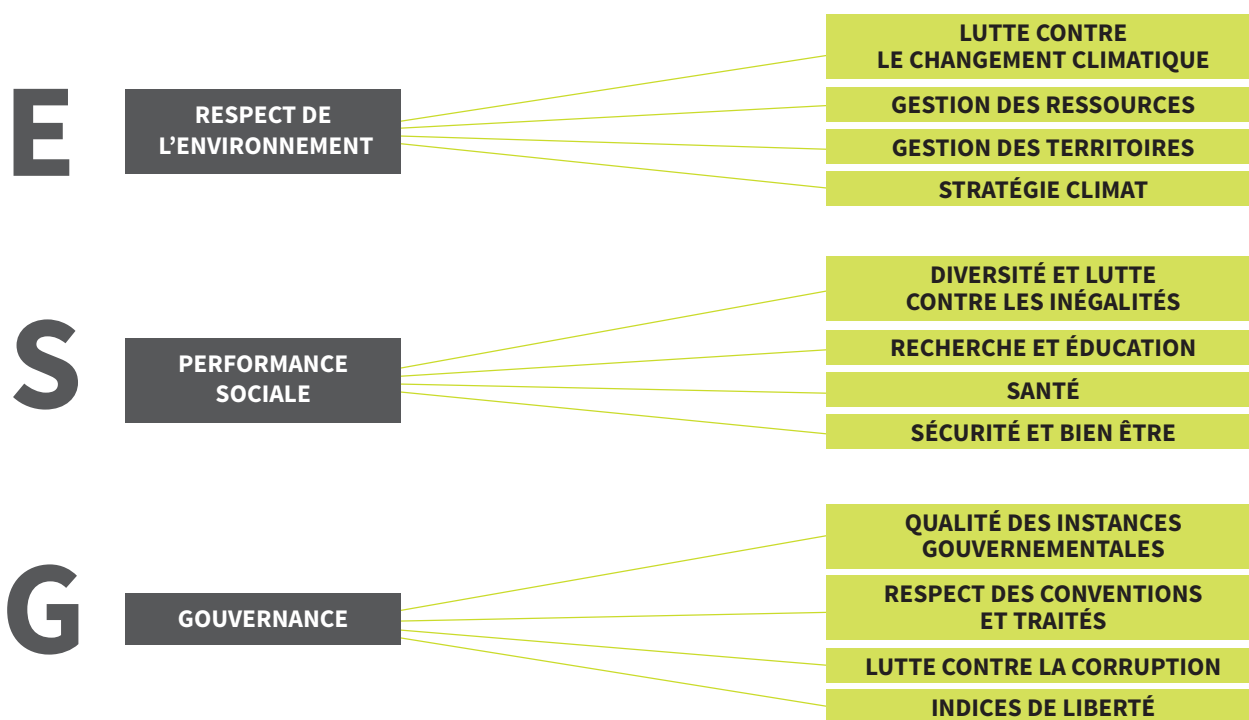 E
RESPECT DE
L’ENVIRONNEMENT
LUTTE CONTRE
LE CHANGEMENT CLIMATIQUE
GESTION DES RESSOURCES
GESTION DES TERRITOIRES
STRATÉGIE CLIMAT
S
PERFORMANCE
SOCIALE
DIVERSITÉ ET LUTTE
CONTRE LES INÉGALITÉS
RECHERCHE ET ÉDUCATION
SANTÉ
SÉCURITÉ ET BIEN ÊTRE
G
GOUVERNANCE
QUALITÉ DES INSTANCES
GOUVERNEMENTALES
RESPECT DES CONVENTIONS
ET TRAITÉS
LUTTE CONTRE LA CORRUPTION
INDICES DE LIBERTÉ